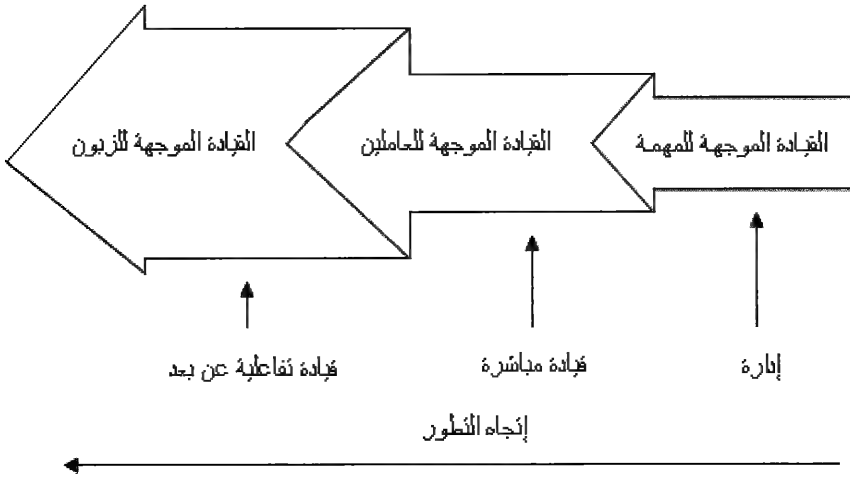 القيادة الموجهة للمهمة
القيادة الموجهة للعاملين
القيادة الموجهة للزبون
إدارة
قيادة مباشرة
قيادة تفاعلية عن بعد
إتجاه التطور